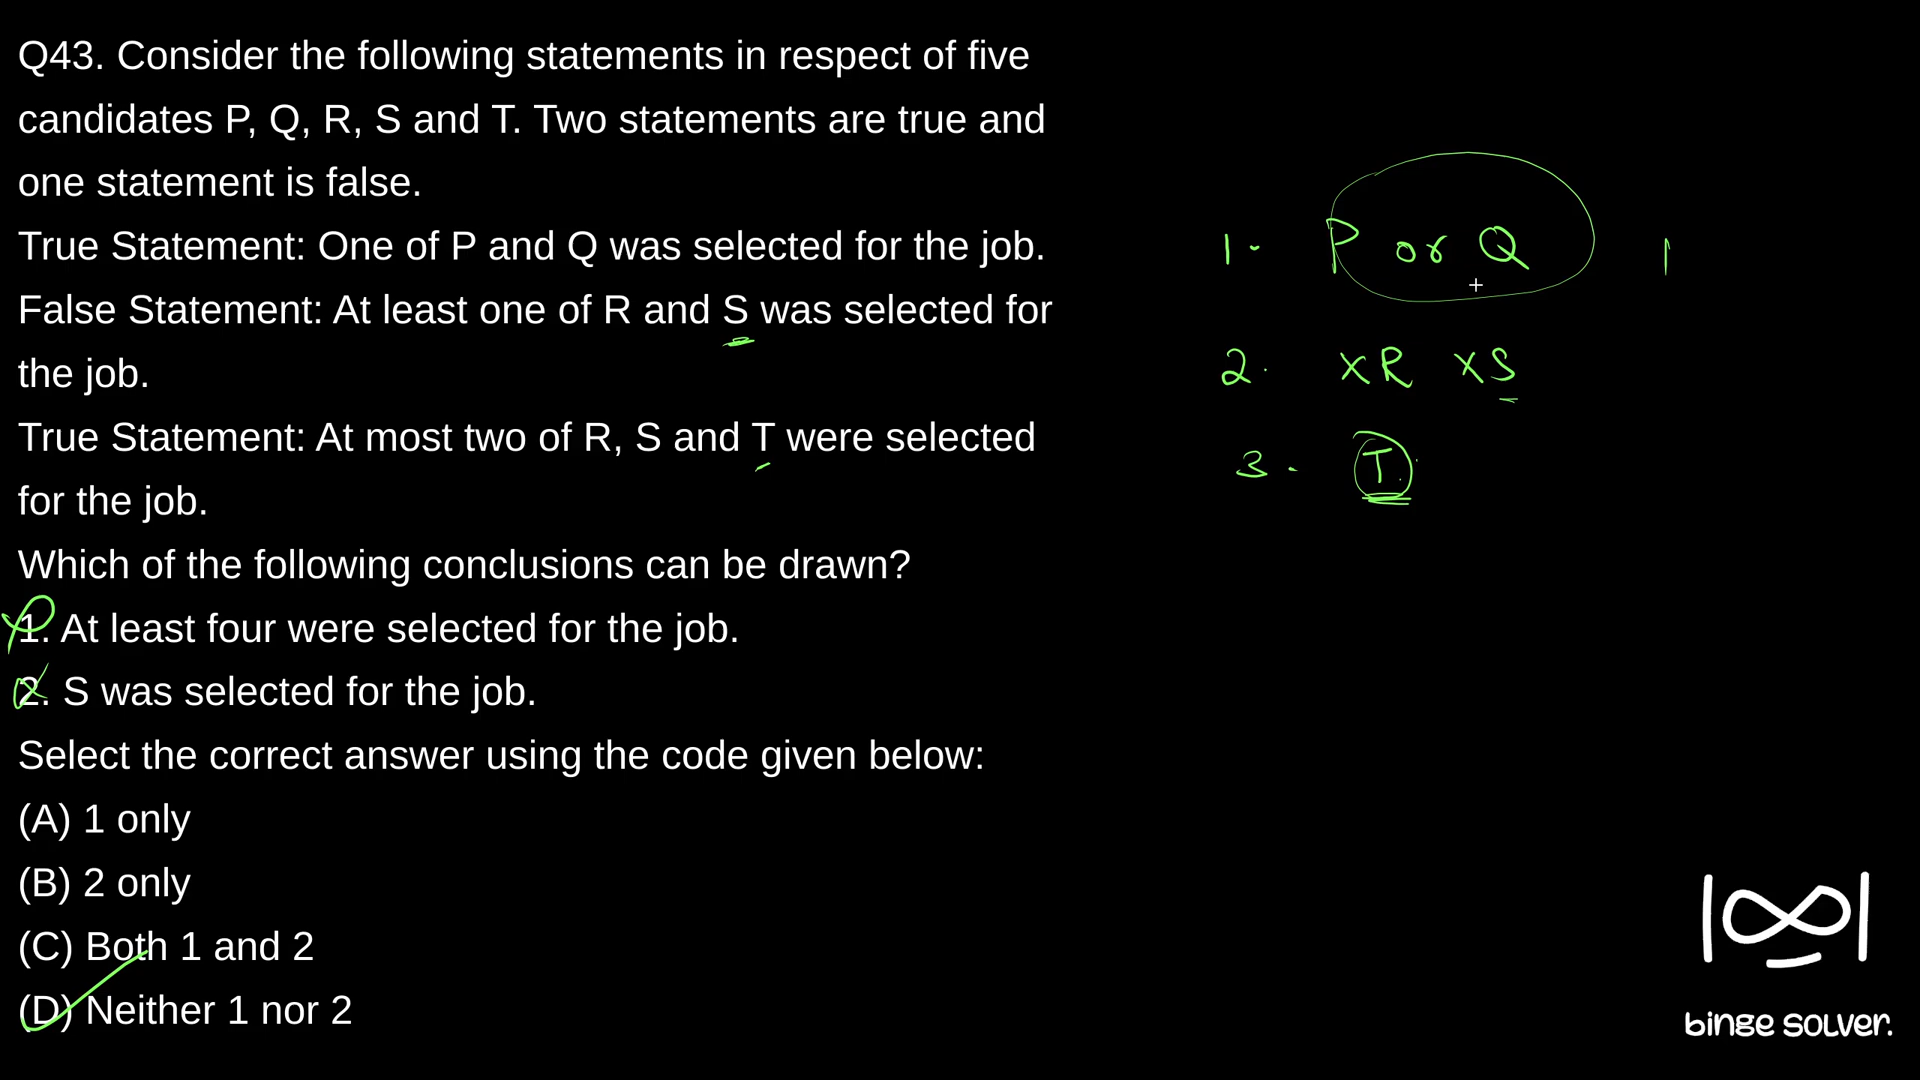 Q43. Consider the following statements in respect of five
candidates P, Q, R, S and T. Two statements are true and
one statement is false.
True Statement: One of P and Q was selected for the job.
False Statement: At least one of R and S was selected for
the job.
True Statement: At most two of R, S and T were selected
for the job.
Which of the following conclusions can be drawn?
1. At least four were selected for the job.
2. S was selected for the job.
Select the correct answer using the code given below:
(A) 1 only
(B) 2 only
(C) Both 1 and 2
(D) Neither 1 nor 2
1. P or Q 1
2. XR XS
3. T
binge SOLVER.